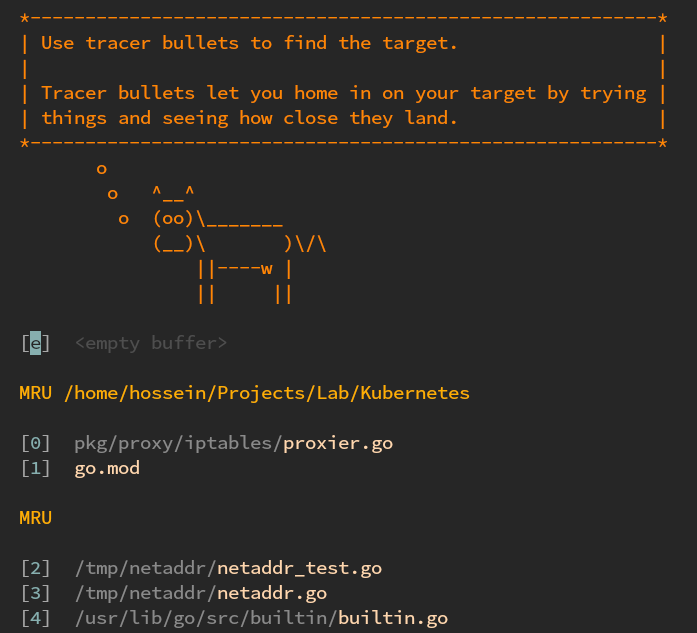 *---------------------------------------------------------*
| Use tracer bullets to find the target.                  |
|                                                         |
| Tracer bullets let you home in on your target by trying |
| things and seeing how close they land.                  |
*---------------------------------------------------------*
       o
        o   ^__^
         o  (oo)\_______
            (__)\       )\/\
                ||----w |
                ||     ||
[e]  <empty buffer>
MRU /home/hossein/Projects/Lab/Kubernetes
[0]  pkg/proxy/iptables/proxier.go
[1]  go.mod
MRU
[2]  /tmp/netaddr/netaddr_test.go
[3]  /tmp/netaddr/netaddr.go
[4]  /usr/lib/go/src/builtin/builtin.go